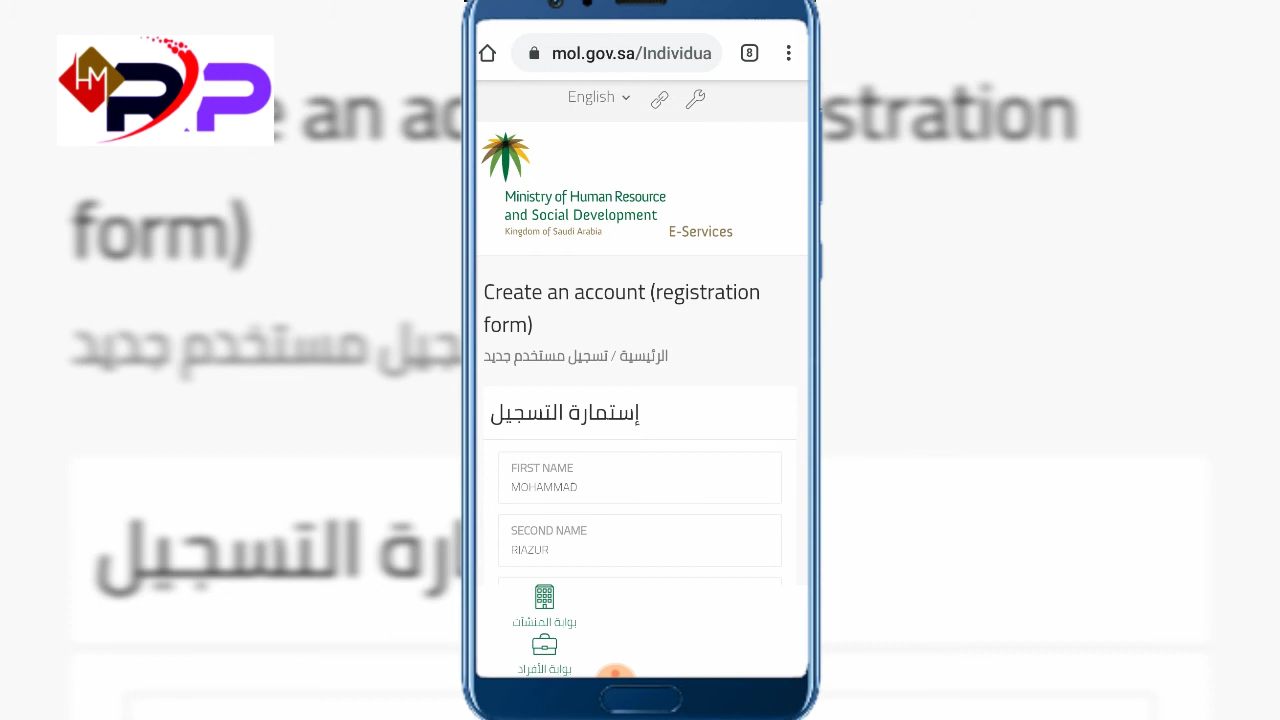 HM
R.P
mol.gov.sa/Individua
8
English
Ministry of Human Resource
and Social Development
Kingdom of Saudi Arabia
E-Services
Create an account (registration
form)
الرئيسية / تسجيل مستخدم جديد
إستمارة التسجيل
FIRST NAME
MOHAMMAD
SECOND NAME
RIAZUR
بوابة المنشآت
بوابة الأفراد